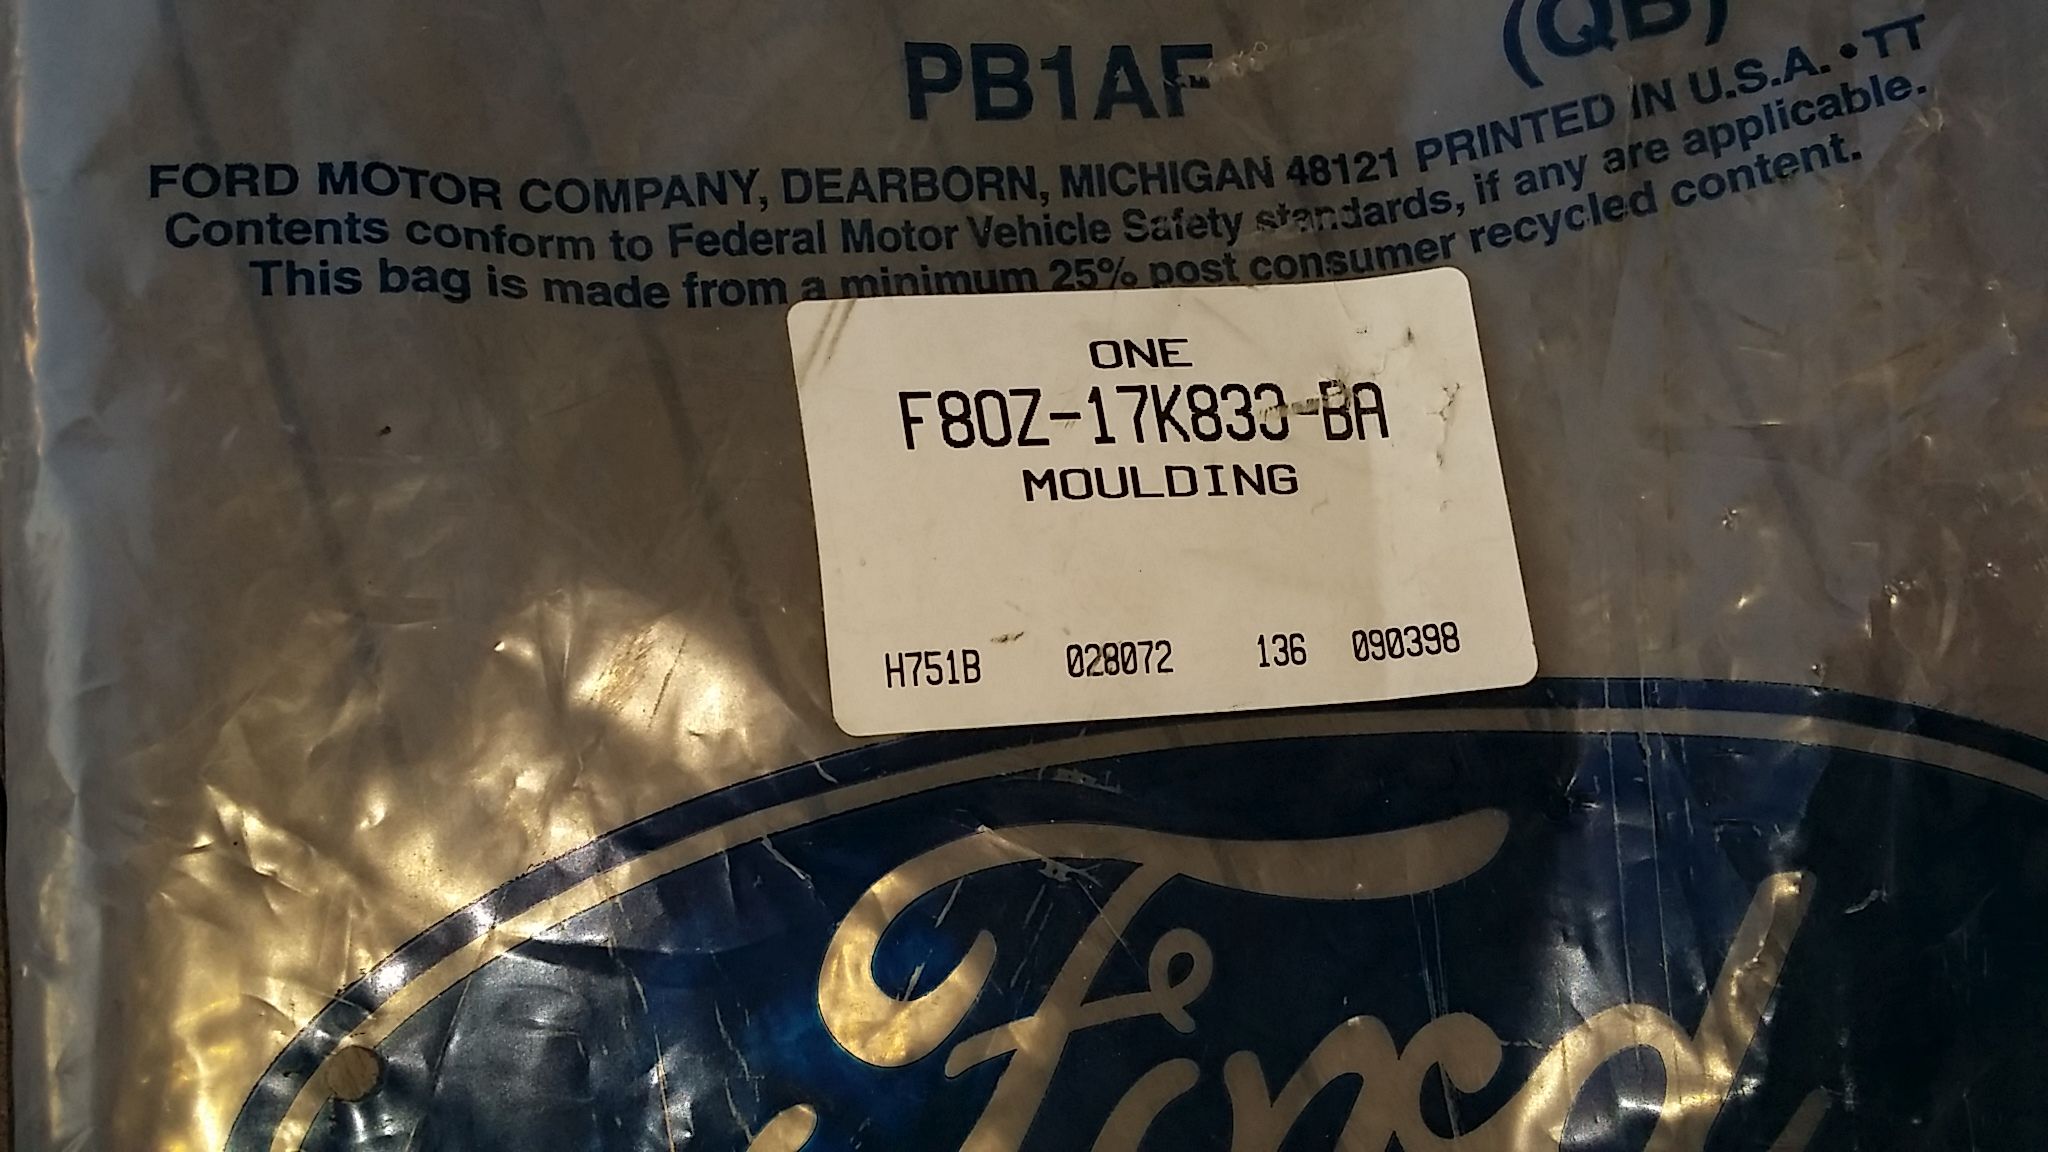 (QB)
PB1AF
FORD MOTOR COMPANY, DEARBORN, MICHIGAN 48121 PRINTED IN U.S.A. • TT
Contents conform to Federal Motor Vehicle Safety standards, if any are applicable.
This bag is made from a minimum 25% post consumer recycled content.
ONE
F80Z-17K833-BA
MOULDING
H751B 028072 136 090398
Ford